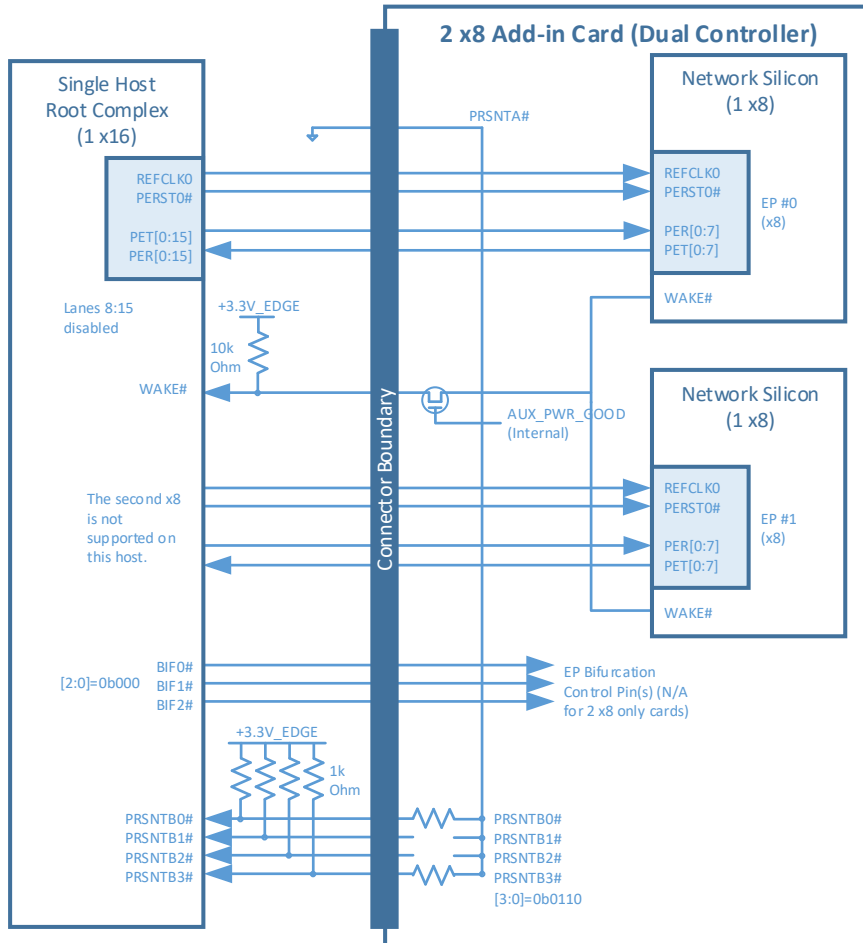 2 x8 Add-in Card (Dual Controller)
Single Host
Root Complex
(1 x16)
REFCLK0
PERST0#
PET[0:15]
PER[0:15]
Lanes 8:15
disabled
+3.3V_EDGE
10k
Ohm
WAKE#
The second x8
is not
supported on
this host.
[2:0]=0b000
BIF0#
BIF1#
BIF2#
+3.3V_EDGE
1k
Ohm
PRSNTB0#
PRSNTB1#
PRSNTB2#
PRSNTB3#
Connector Boundary
PRSNTA#
AUX_PWR_GOOD
(Internal)
EP Bifurcation
Control Pin(s) (N/A
for 2 x8 only cards)
PRSNTB0#
PRSNTB1#
PRSNTB2#
PRSNTB3#
[3:0]=0b0110
Network Silicon
(1 x8)
REFCLK0
PERST0#
PER[0:7]
PET[0:7]
EP #0
(x8)
WAKE#
Network Silicon
(1 x8)
REFCLK0
PERST0#
PER[0:7]
PET[0:7]
EP #1
(x8)
WAKE#